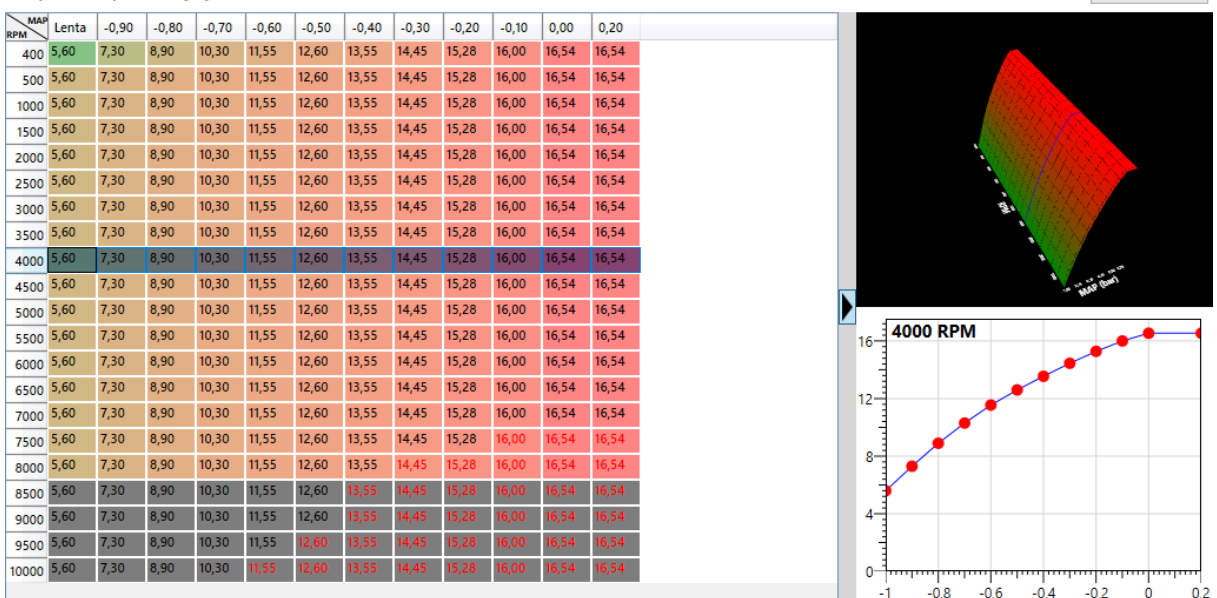 MAP
RPM Lenta -0,90 -0,80 -0,70 -0,60 -0,50 -0,40 -0,30 -0,20 -0,10 0,00 0,20
400 5,60 7,30 8,90 10,30 11,55 12,60 13,55 14,45 15,28 16,00 16,54 16,54
500 5,60 7,30 8,90 10,30 11,55 12,60 13,55 14,45 15,28 16,00 16,54 16,54
1000 5,60 7,30 8,90 10,30 11,55 12,60 13,55 14,45 15,28 16,00 16,54 16,54
1500 5,60 7,30 8,90 10,30 11,55 12,60 13,55 14,45 15,28 16,00 16,54 16,54
2000 5,60 7,30 8,90 10,30 11,55 12,60 13,55 14,45 15,28 16,00 16,54 16,54
2500 5,60 7,30 8,90 10,30 11,55 12,60 13,55 14,45 15,28 16,00 16,54 16,54
3000 5,60 7,30 8,90 10,30 11,55 12,60 13,55 14,45 15,28 16,00 16,54 16,54
3500 5,60 7,30 8,90 10,30 11,55 12,60 13,55 14,45 15,28 16,00 16,54 16,54
4000 5,60 7,30 8,90 10,30 11,55 12,60 13,55 14,45 15,28 16,00 16,54 16,54
4500 5,60 7,30 8,90 10,30 11,55 12,60 13,55 14,45 15,28 16,00 16,54 16,54
5000 5,60 7,30 8,90 10,30 11,55 12,60 13,55 14,45 15,28 16,00 16,54 16,54
5500 5,60 7,30 8,90 10,30 11,55 12,60 13,55 14,45 15,28 16,00 16,54 16,54
6000 5,60 7,30 8,90 10,30 11,55 12,60 13,55 14,45 15,28 16,00 16,54 16,54
6500 5,60 7,30 8,90 10,30 11,55 12,60 13,55 14,45 15,28 16,00 16,54 16,54
7000 5,60 7,30 8,90 10,30 11,55 12,60 13,55 14,45 15,28 16,00 16,54 16,54
7500 5,60 7,30 8,90 10,30 11,55 12,60 13,55 14,45 15,28 16,00 16,54 16,54
8000 5,60 7,30 8,90 10,30 11,55 12,60 13,55 14,45 15,28 16,00 16,54 16,54
8500 5,60 7,30 8,90 10,30 11,55 12,60 13,55 14,45 15,28 16,00 16,54 16,54
9000 5,60 7,30 8,90 10,30 11,55 12,60 13,55 14,45 15,28 16,00 16,54 16,54
9500 5,60 7,30 8,90 10,30 11,55 12,60 13,55 14,45 15,28 16,00 16,54 16,54
10000 5,60 7,30 8,90 10,30 11,55 12,60 13,55 14,45 15,28 16,00 16,54 16,54
RPM
MAP (bar)
4000 RPM
16
12
8
4
0
-1 -0.8 -0.6 -0.4 -0.2 0 0.2